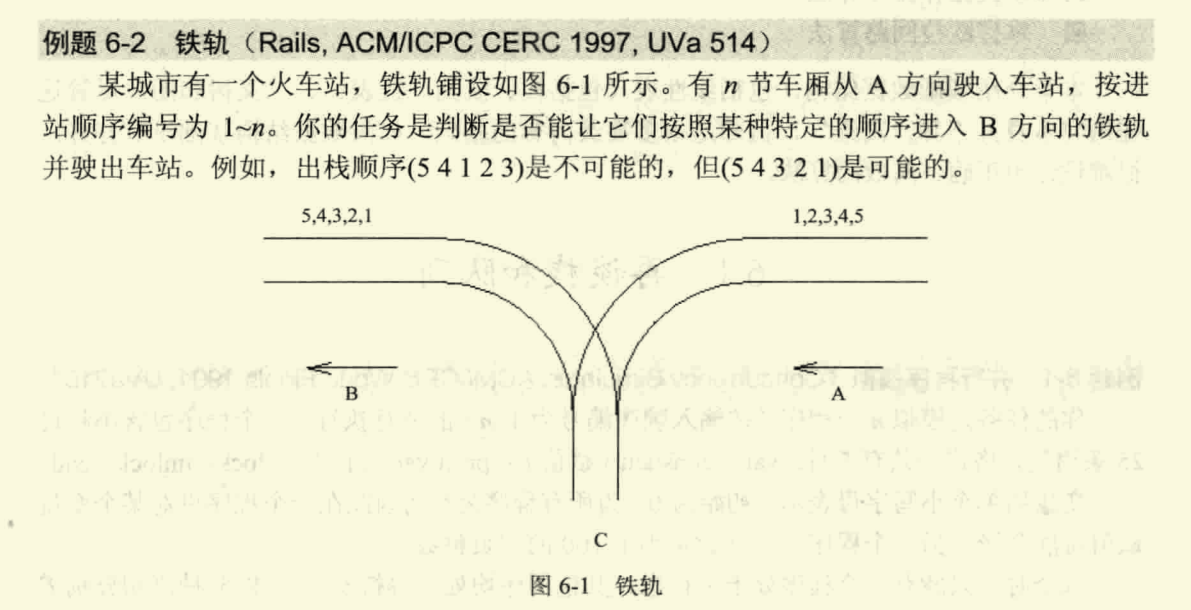 例题 6-2 铁轨（Rails, ACM/ICPC CERC 1997, UVa 514）
某城市有一个火车站，铁轨铺设如图 6-1 所示。有 n 节车厢从 A 方向驶入车站，按进
站顺序编号为 1~n。你的任务是判断是否能让它们按照某种特定的顺序进入 B 方向的铁轨
并驶出车站。例如，出栈顺序(5 4 1 2 3)是不可能的，但(5 4 3 2 1)是可能的。
5,4,3,2,1 1,2,3,4,5
B A
C
图 6-1 铁轨